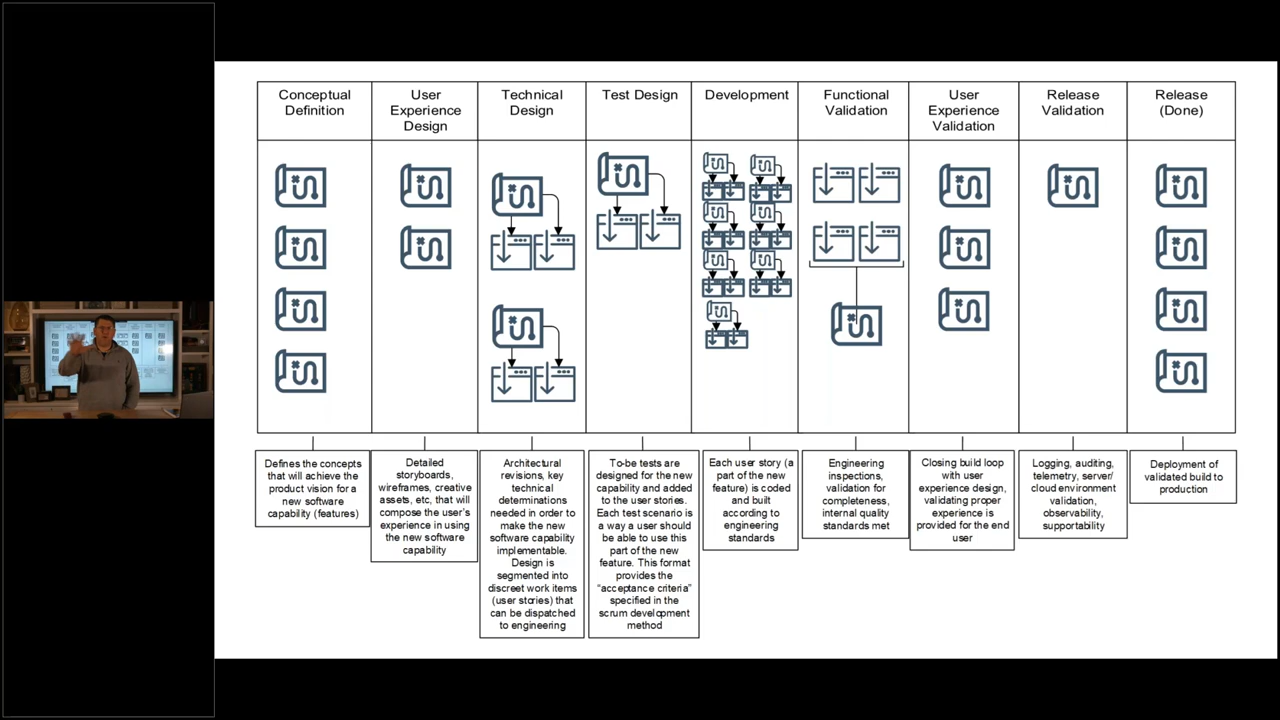 Conceptual
Definition
User
Experience
Design
Technical
Design
Test Design
Development
Functional
Validation
User
Experience
Validation
Release
Validation
Release
(Done)
Defines the concepts
that will achieve the
product vision for a
new software
capability (features)
Detailed
storyboards,
wireframes, creative
assets, etc, that will
compose the user's
experience in using
the new software
capability
Architectural
revisions, key
technical
determinations
needed in order to
make the new
software capability
implementable.
Design is
segmented into
discreet work items
(user stories) that
can be dispatched
to engineering
To-be tests are
designed for the new
capability and added
to the user stories.
Each test scenario is
a way a user should
be able to use this
part of the new
feature. This format
provides the
“acceptance criteria”
specified in the
scrum development
method
Each user story (a
part of the new
feature) is coded
and built
according to
engineering
standards
Engineering
inspections,
validation for
completeness,
internal quality
standards met
Closing build loop
with user
experience design,
validating proper
experience is
provided for the end
user
Logging, auditing,
telemetry, server/
cloud environment
validation,
observability,
supportability
Deployment of
validated build to
production